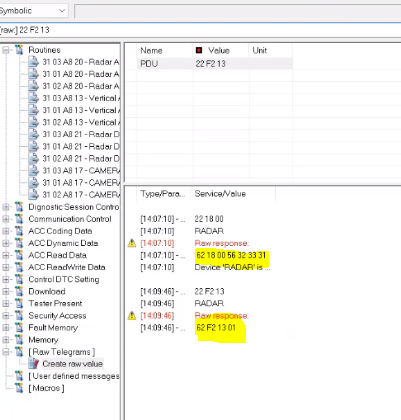 Symbolic
[raw:] 22 F2 13
Routines
31 03 A8 20 - Radar A
31 01 A8 20 - Radar A
31 02 A8 20 - Radar A
31 03 A8 13 - Vertical A
31 01 A8 13 - Vertical A
31 02 A8 13 - Vertical A
31 03 A8 21 - Radar D
31 01 A8 21 - Radar D
31 02 A8 21 - Radar D
31 03 A8 17 - CAMERA
31 01 A8 17 - CAMERA
31 02 A8 17 - CAMERA
Dignostic Session Contro
Communication Control
ACC Coding Data
ACC Dynamic Data
ACC Read Data
ACC ReadWrite Data
Control DTC Setting
Download
Tester Present
Security Access
Fault Memory
Memory
[ Raw Telegrams ]
Create raw value
[ User defined messages
[ Macros ]
Name Value Unit
PDU 22 F2 13
Type/Para... Service/Value
[14:07:10] -... 22 18 00
[14:07:10] RADAR
[14:07:10] Raw response:
[14:07:10] -... 62 18 00 56 32 33 31
[14:07:10] Device 'RADAR' is ...
[14:09:46] -... 22 F2 13
[14:09:46] RADAR
[14:09:46] Raw response:
[14:09:46] -... 62 F2 13 01